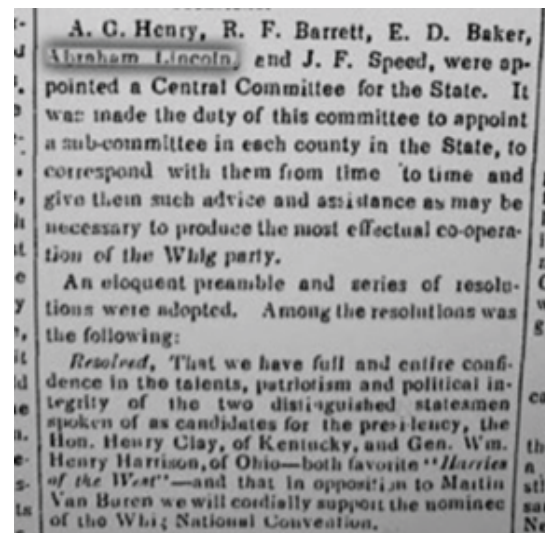 A. G. Henry, R. F. Barrett, E. D. Baker,
Abraham Lincoln, and J. F. Speed, were ap-
pointed a Central Committee for the State. It
was made the duty of this committee to appoint
a sub-committee in each county in the State, to
correspond with them from time to time and
give them such advice and assistance as may be
necessary to produce the most effectual co-opera-
tion of the Whig party.
An eloquent preamble and series of resolu-
tions were adopted. Among the resolutions was
the following:
Resolved, That we have full and entire confi-
dence in the talents, patriotism and political in-
tegrity of the two distinguished statesmen
spoken of as candidates for the presidency, the
Hon. Henry Clay, of Kentucky, and Gen. Wm.
Henry Harrison, of Ohio—both favorite "Harries
of the West"—and that in opposition to Martin
Van Buren we will cordially support the nominee
of the Whig National Convention.